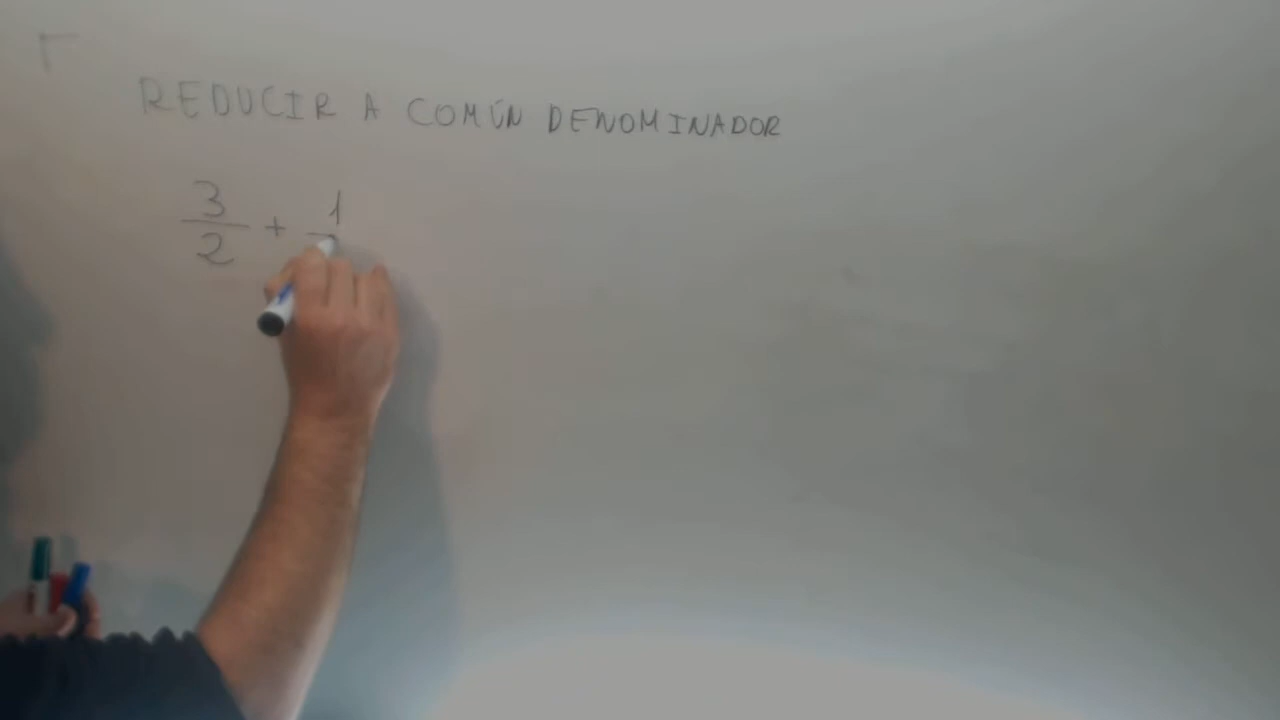 REDUCIR A COMÚN DENOMINADOR
3/2 + 1/